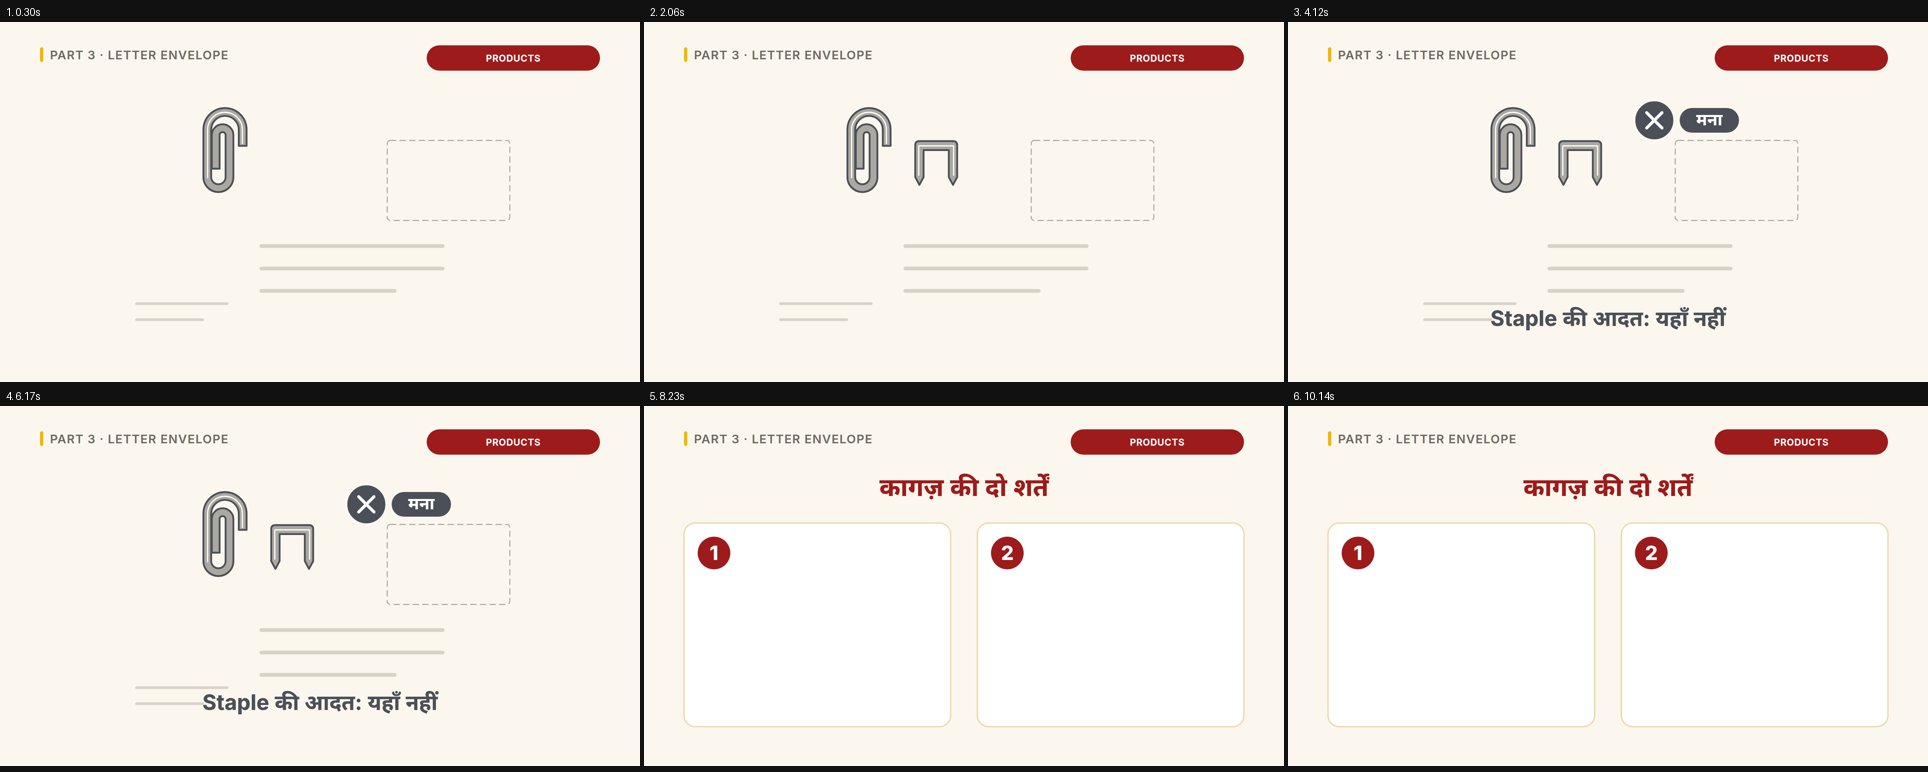 1. 0.30s
PART 3 · LETTER ENVELOPE
PRODUCTS
2. 2.06s
PART 3 · LETTER ENVELOPE
PRODUCTS
3. 4.12s
PART 3 · LETTER ENVELOPE
PRODUCTS
मना
Staple की आदत: यहाँ नहीं
4. 6.17s
PART 3 · LETTER ENVELOPE
PRODUCTS
मना
Staple की आदत: यहाँ नहीं
5. 8.23s
PART 3 · LETTER ENVELOPE
PRODUCTS
कागज़ की दो शर्तें
1
2
6. 10.14s
PART 3 · LETTER ENVELOPE
PRODUCTS
कागज़ की दो शर्तें
1
2